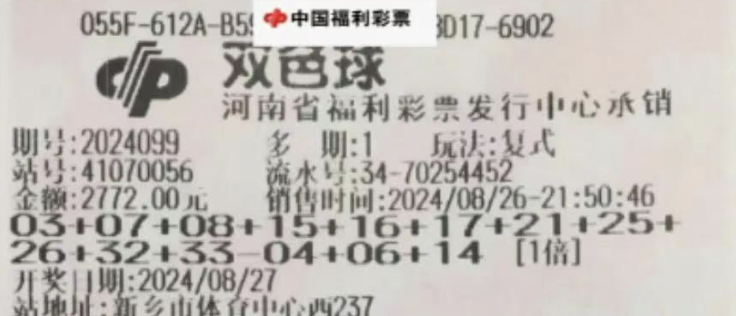 055F-612A-B59
中国福利彩票
8D17-6902
双色球
河南省福利彩票发行中心承销
期号:2024099 多 期:1 玩法:复式
站号:41070056 流水号:34-70254452
金额:2772.00元 销售时间:2024/08/26-21:50:46
03+07+08+15+16+17+21+25+
26+32+33-04+06+14 [1倍]
开奖日期:2024/08/27
站地址:新乡市体育中心西237